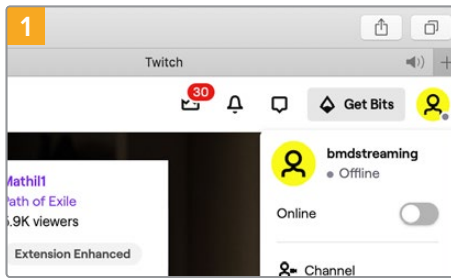 1
Twitch
30
Get Bits
Mathil1
Path of Exile
5.9K viewers
Extension Enhanced
bmdstreaming
Offline
Online
Channel